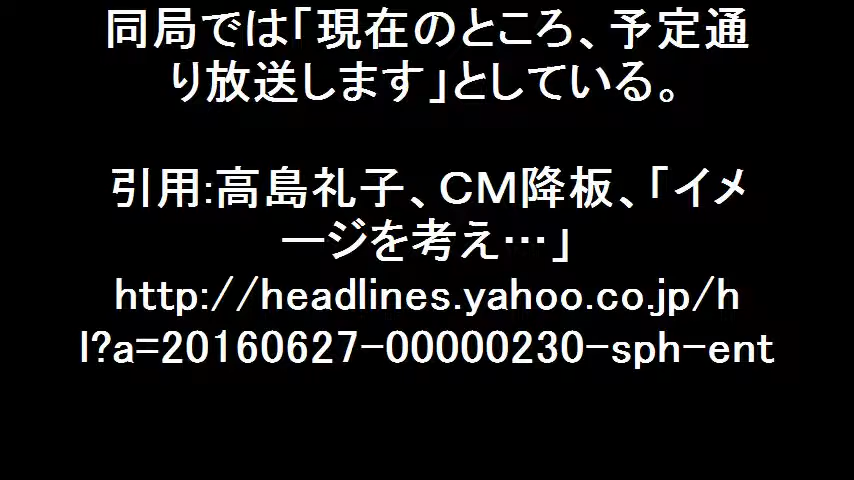 同局では「現在のところ、予定通
り放送します」としている。
引用:高島礼子、CM降板、「イメ
ージを考え…」
http://headlines.yahoo.co.jp/h
l?a=20160627-00000230-sph-ent